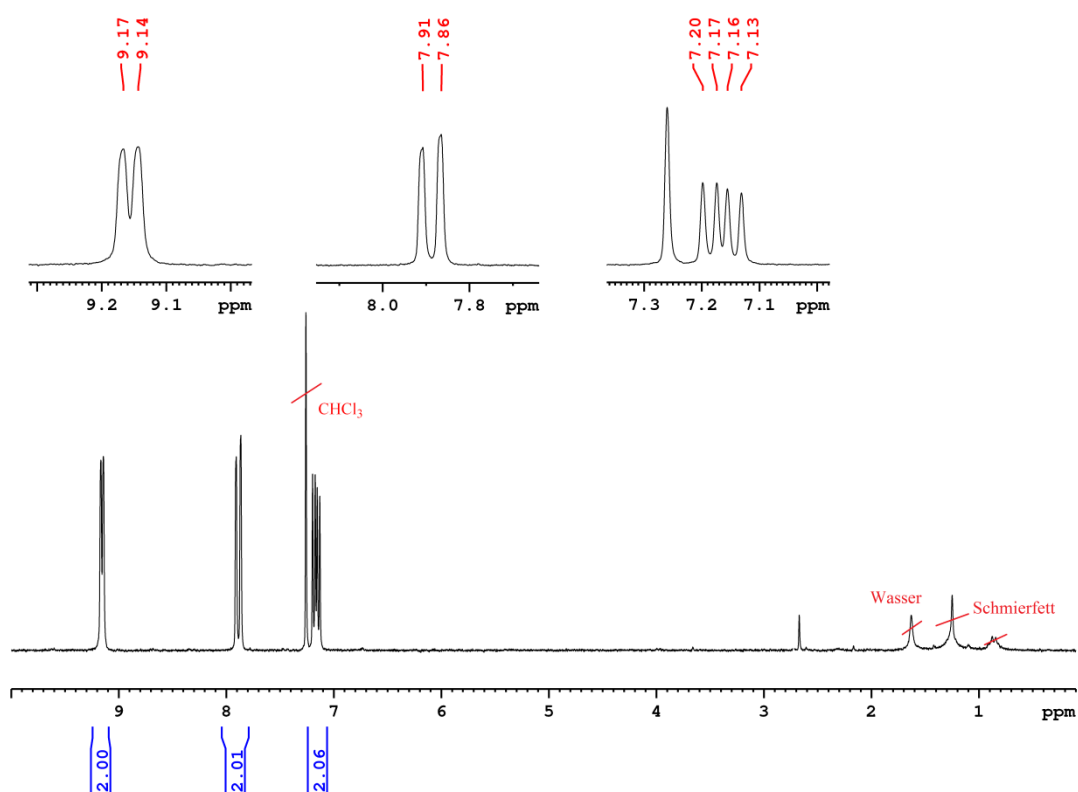 9.17
9.14
7.91
7.86
7.20
7.17
7.16
7.13
9.2 9.1 ppm
8.0 7.8 ppm
7.3 7.2 7.1 ppm
CHCl₃
Wasser
Schmierfett
9 8 7 6 5 4 3 2 1 ppm
2.00
2.01
2.06